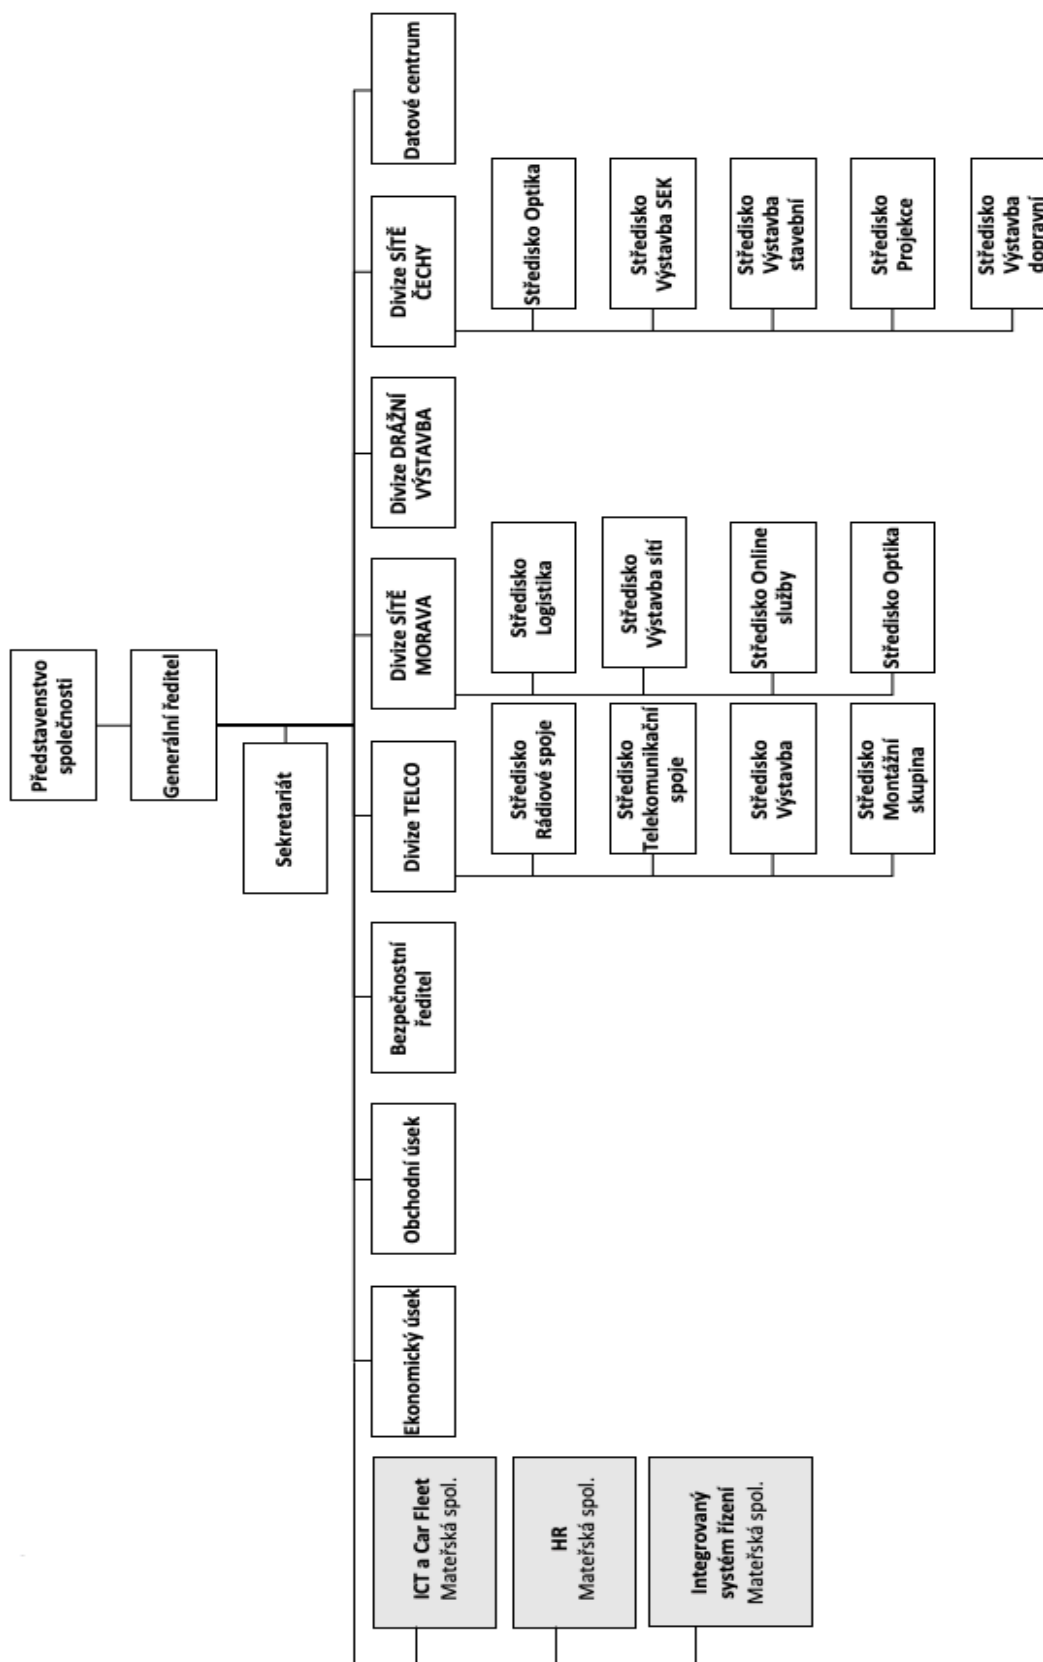 Představenstvo
společnosti
Generální ředitel
Sekretariát
ICT a Car Fleet
Mateřská spol.
HR
Mateřská spol.
Integrovaný
systém řízení
Mateřská spol.
Ekonomický úsek
Obchodní úsek
Bezpečnostní
ředitel
Divize TELCO
Středisko
Rádiové spoje
Středisko
Telekomunikační
spoje
Středisko
Výstavba
Středisko
Montážní
skupina
Divize SÍTĚ
MORAVA
Středisko
Logistika
Středisko
Výstavba sítí
Středisko Online
služby
Středisko Optika
Divize DRÁŽNÍ
VÝSTAVBA
Divize SÍTĚ
ČECHY
Středisko Optika
Středisko
Výstavba SEK
Středisko
Výstavba
stavební
Středisko
Projekce
Středisko
Výstavba
dopravní
Datové centrum